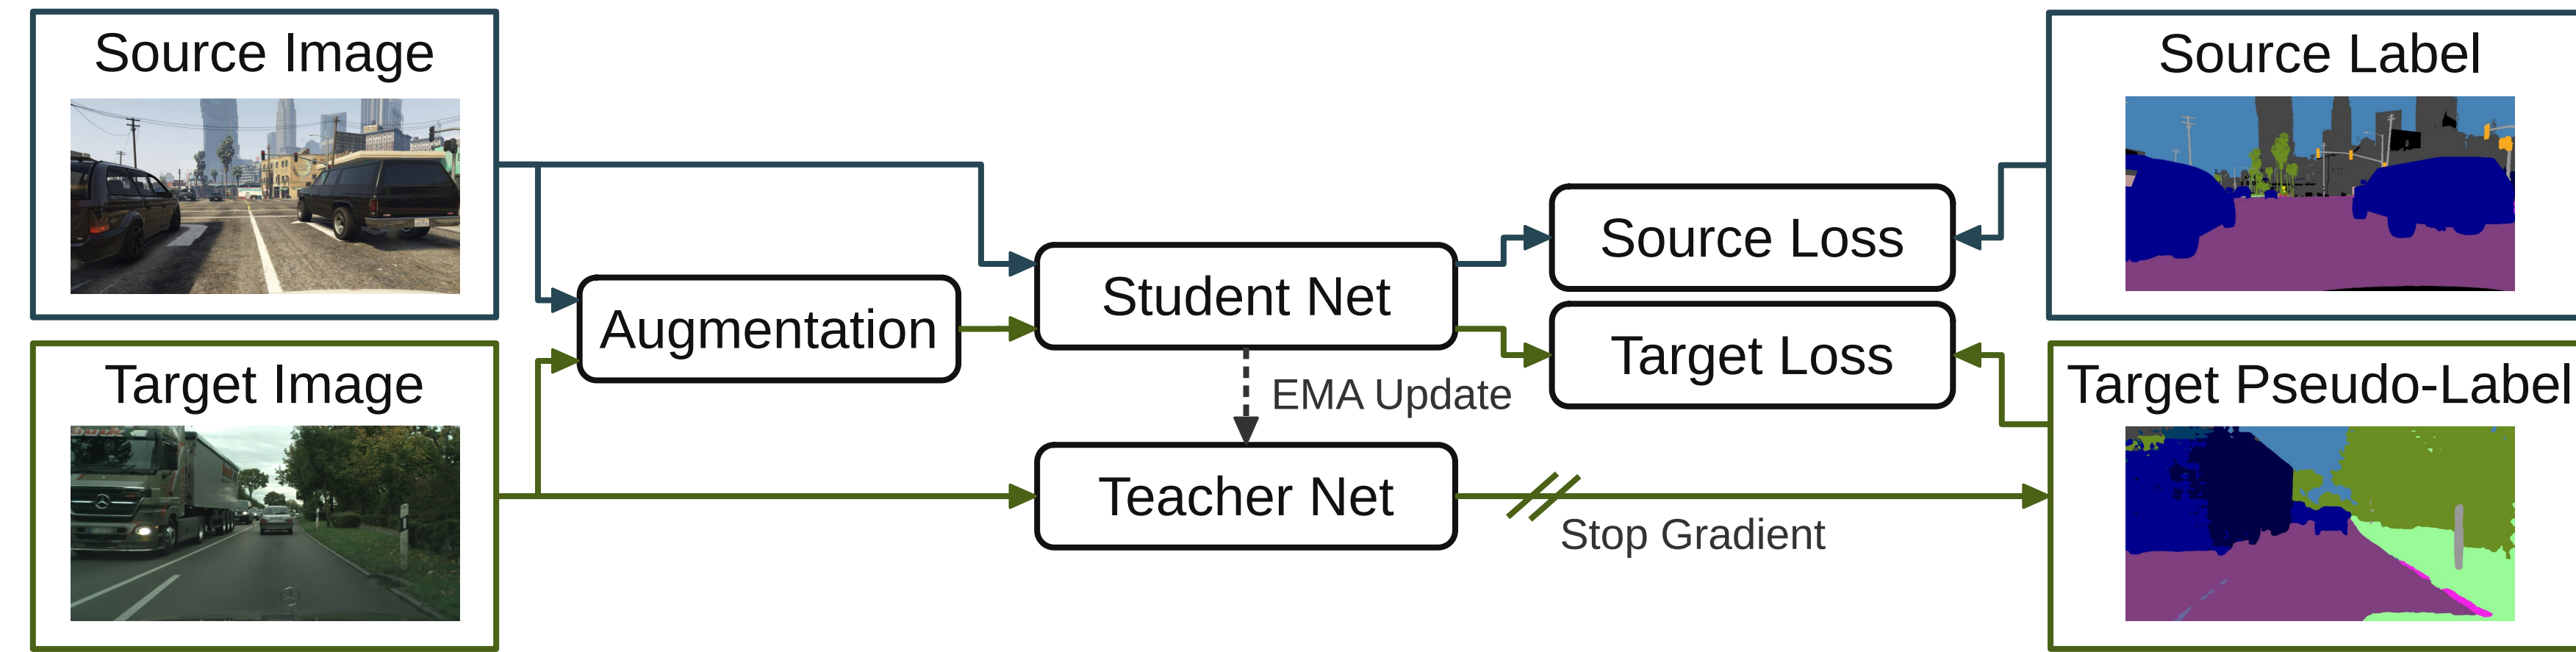 Source Image
Source Label
Source Loss
Student Net
Augmentation
Target Loss
Target Image
Target Pseudo-Label
EMA Update
Teacher Net
Stop Gradient